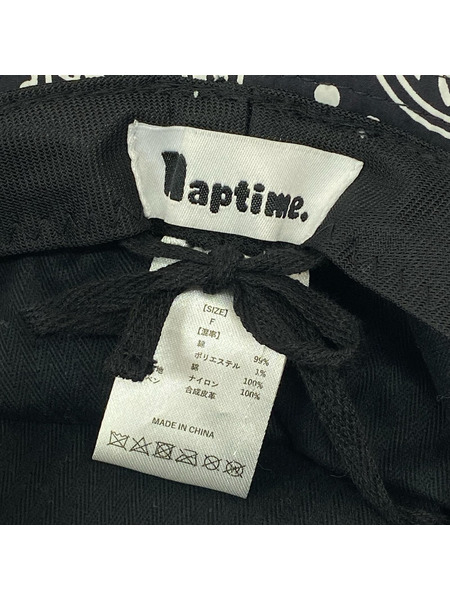 Naptime.
【SIZE】
F
【混率】
綿 99%
ポリエステル 1%
地 綿 100%
ペン ナイロン 100%
合成皮革
MADE IN CHINA